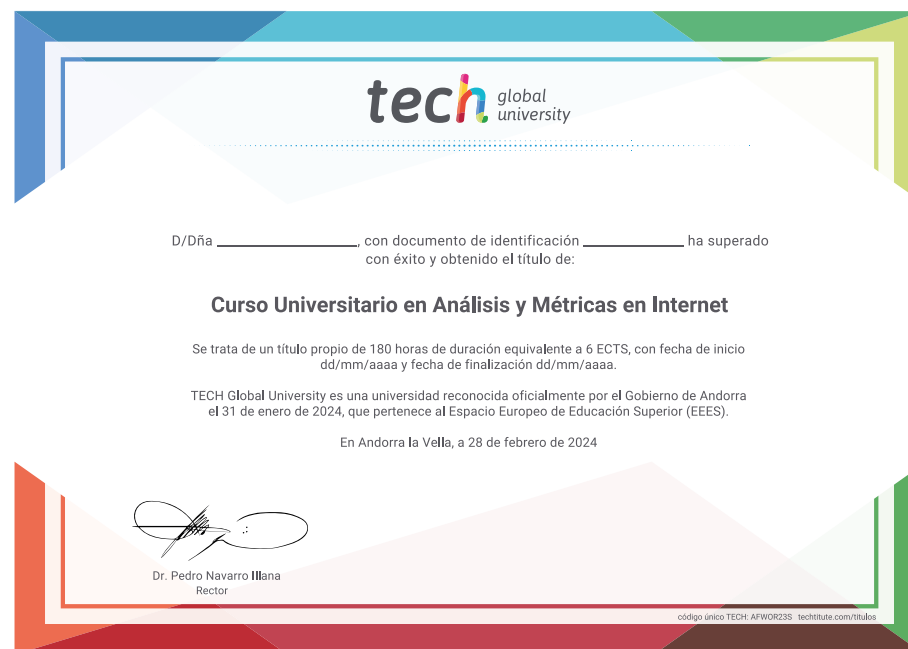 tech global university
D/Dña ____________, con documento de identificación ____________ ha superado
con éxito y obtenido el título de:
Curso Universitario en Análisis y Métricas en Internet
Se trata de un título propio de 180 horas de duración equivalente a 6 ECTS, con fecha de inicio
dd/mm/aaaa y fecha de finalización dd/mm/aaaa.
TECH Global University es una universidad reconocida oficialmente por el Gobierno de Andorra
el 31 de enero de 2024, que pertenece al Espacio Europeo de Educación Superior (EEES).
En Andorra la Vella, a 28 de febrero de 2024
Dr. Pedro Navarro Illana
Rector
código único TECH: AFWOR23S techtitute.com/titulos